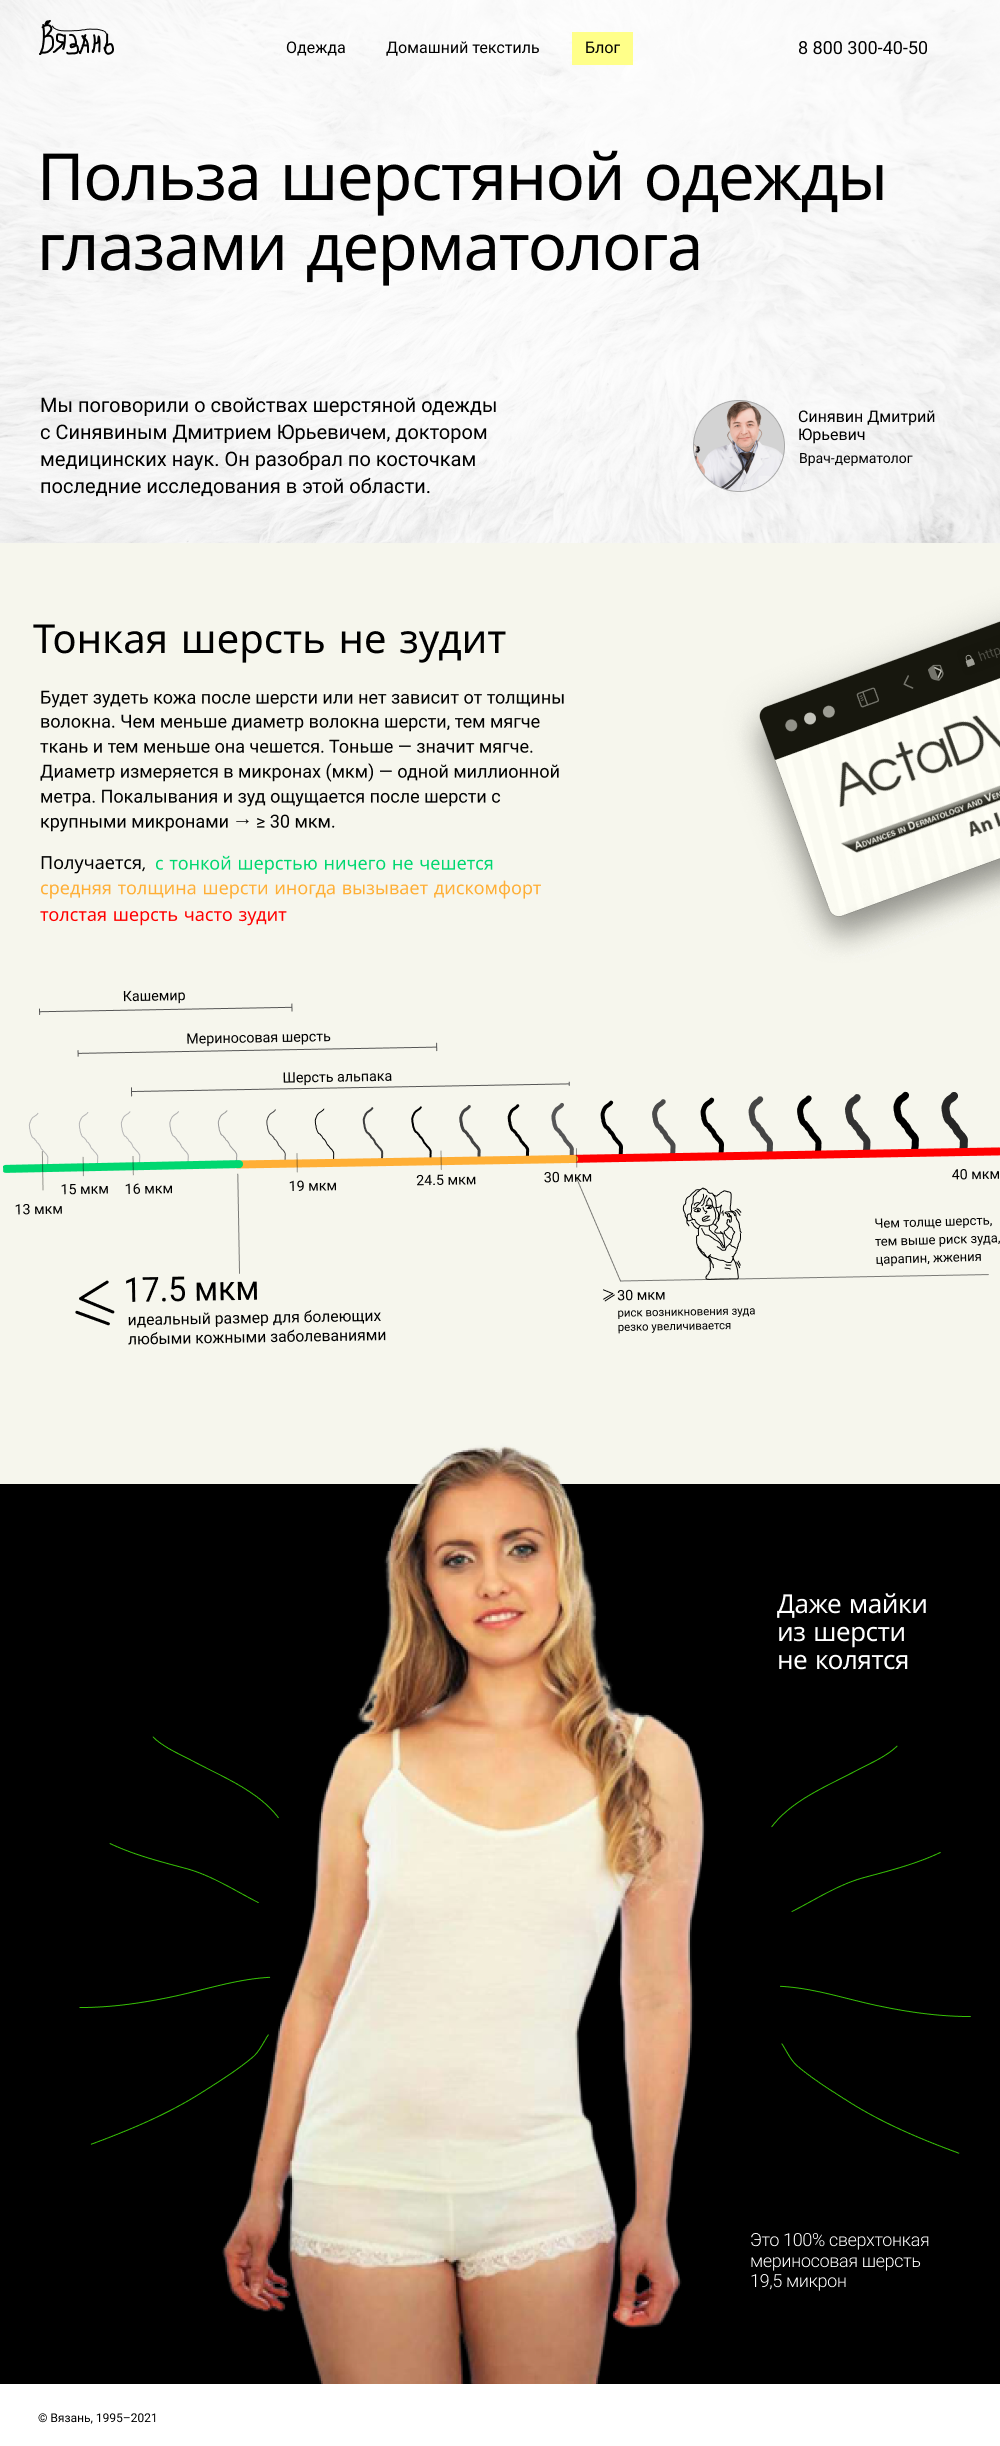 Вязань
Одежда
Домашний текстиль
Блог
8 800 300-40-50
Польза шерстяной одежды
глазами дерматолога
Мы поговорили о свойствах шерстяной одежды
с Синявиным Дмитрием Юрьевичем, доктором
медицинских наук. Он разобрал по косточкам
последние исследования в этой области.
Синявин Дмитрий
Юрьевич
Врач-дерматолог
Тонкая шерсть не зудит
Будет зудеть кожа после шерсти или нет зависит от толщины
волокна. Чем меньше диаметр волокна шерсти, тем мягче
ткань и тем меньше она чешется. Тоньше — значит мягче.
Диаметр измеряется в микронах (мкм) — одной миллионной
метра. Покалывания и зуд ощущается после шерсти с
крупными микронами → ≥ 30 мкм.
Получается, с тонкой шерстью ничего не чешется
средняя толщина шерсти иногда вызывает дискомфорт
толстая шерсть часто зудит
http
ActaDV
Advances in Dermatology and Ven
An I
Кашемир
Мериносовая шерсть
Шерсть альпака
13 мкм
15 мкм
16 мкм
19 мкм
24.5 мкм
30 мкм
40 мкм
⩽ 17.5 мкм
идеальный размер для болеющих
любыми кожными заболеваниями
⩾ 30 мкм
риск возникновения зуда
резко увеличивается
Чем толще шерсть,
тем выше риск зуда,
царапин, жжения
Даже майки
из шерсти
не колятся
Это 100% сверхтонкая
мериносовая шерсть
19,5 микрон
© Вязань, 1995–2021